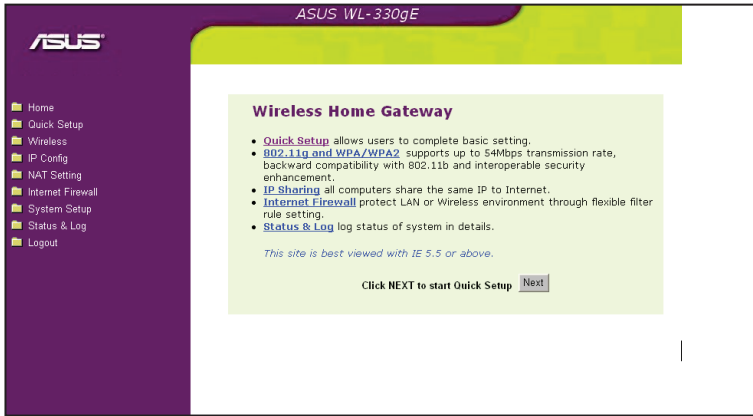 ASUS WL-330gE
ASUS
Home
Quick Setup
Wireless
IP Config
NAT Setting
Internet Firewall
System Setup
Status & Log
Logout
Wireless Home Gateway
• Quick Setup allows users to complete basic setting.
• 802.11g and WPA/WPA2 supports up to 54Mbps transmission rate,
backward compatibility with 802.11b and interoperable security
enhancement.
• IP Sharing all computers share the same IP to Internet.
• Internet Firewall protect LAN or Wireless environment through flexible filter
rule setting.
• Status & Log log status of system in details.
This site is best viewed with IE 5.5 or above.
Click NEXT to start Quick Setup Next